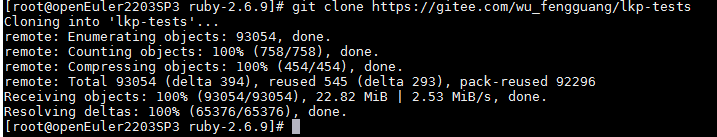 [root@openEuler2203SP3 ruby-2.6.9]# git clone https://gitee.com/wu_fengguang/lkp-tests
Cloning into 'lkp-tests'...
remote: Enumerating objects: 93054, done.
remote: Counting objects: 100% (758/758), done.
remote: Compressing objects: 100% (454/454), done.
remote: Total 93054 (delta 394), reused 545 (delta 293), pack-reused 92296
Receiving objects: 100% (93054/93054), 22.82 MiB | 2.53 MiB/s, done.
Resolving deltas: 100% (65376/65376), done.
[root@openEuler2203SP3 ruby-2.6.9]#